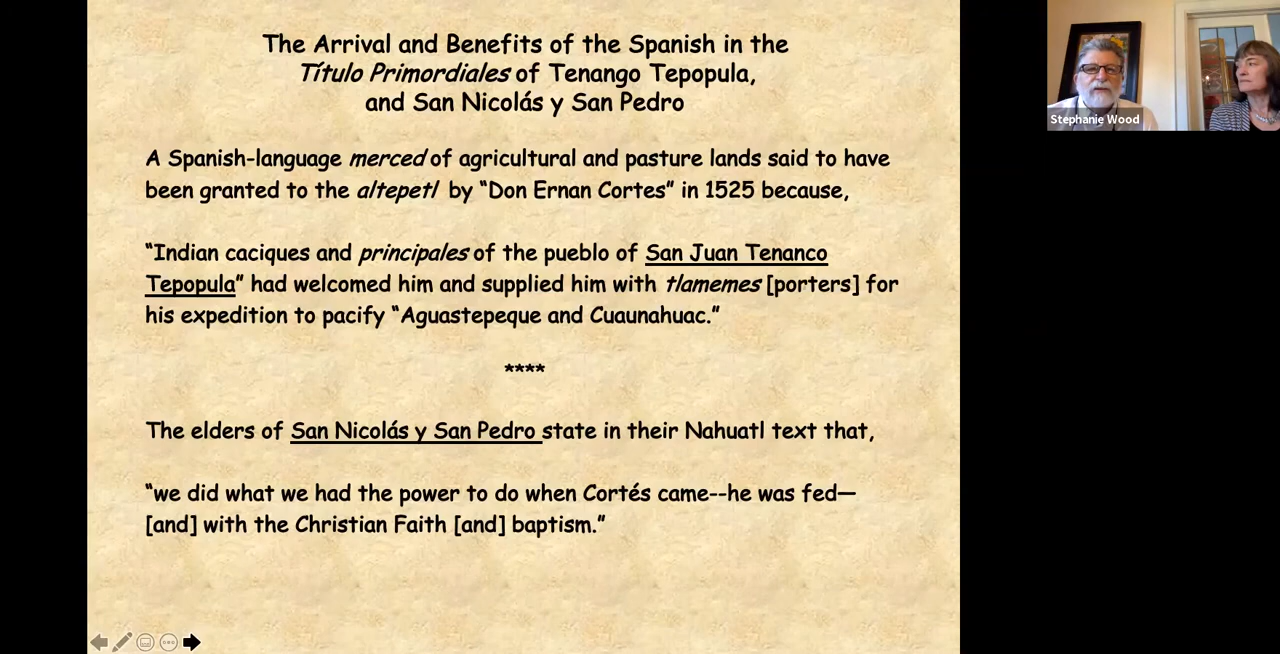 The Arrival and Benefits of the Spanish in the
Título Primordiales of Tenango Tepopula,
and San Nicolás y San Pedro
A Spanish-language merced of agricultural and pasture lands said to have
been granted to the altepetl by “Don Ernan Cortes” in 1525 because,
“Indian caciques and principales of the pueblo of San Juan Tenanco
Tepopula” had welcomed him and supplied him with tlamemes [porters] for
his expedition to pacify “Aguastepeque and Cuaunahuac.”
****
The elders of San Nicolás y San Pedro state in their Nahuatl text that,
“we did what we had the power to do when Cortés came--he was fed—
[and] with the Christian Faith [and] baptism.”
Stephanie Wood